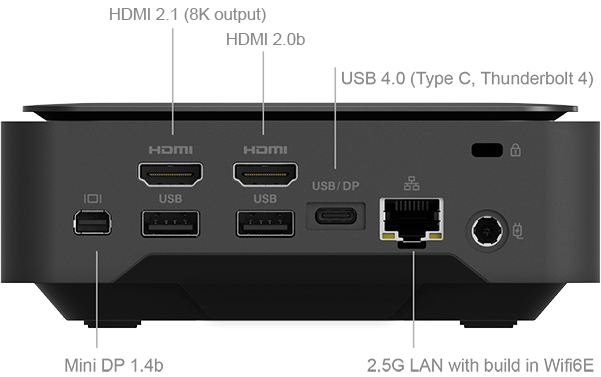 HDMI 2.1 (8K output)
HDMI 2.0b
USB 4.0 (Type C, Thunderbolt 4)
HDMI
HDMI
USB
USB
USB/DP
Mini DP 1.4b
2.5G LAN with build in Wifi6E